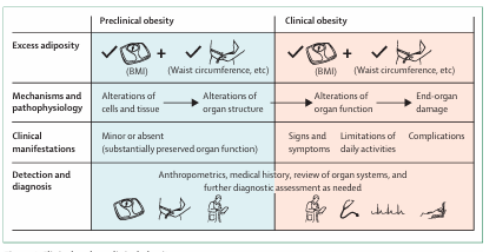 Preclinical obesity Clinical obesity
Excess adiposity
+ +
(BMI) (Waist circumference, etc) (BMI) (Waist circumference, etc)
Mechanisms and Alterations of Alterations of Alterations of End-organ
pathophysiology cells and tissue organ structure organ function damage
Clinical Minor or absent Signs and Limitations of Complications
manifestations (substantially preserved organ function) symptoms daily activities
Detection and Anthropometrics, medical history, review of organ systems, and
diagnosis further diagnostic assessment as needed